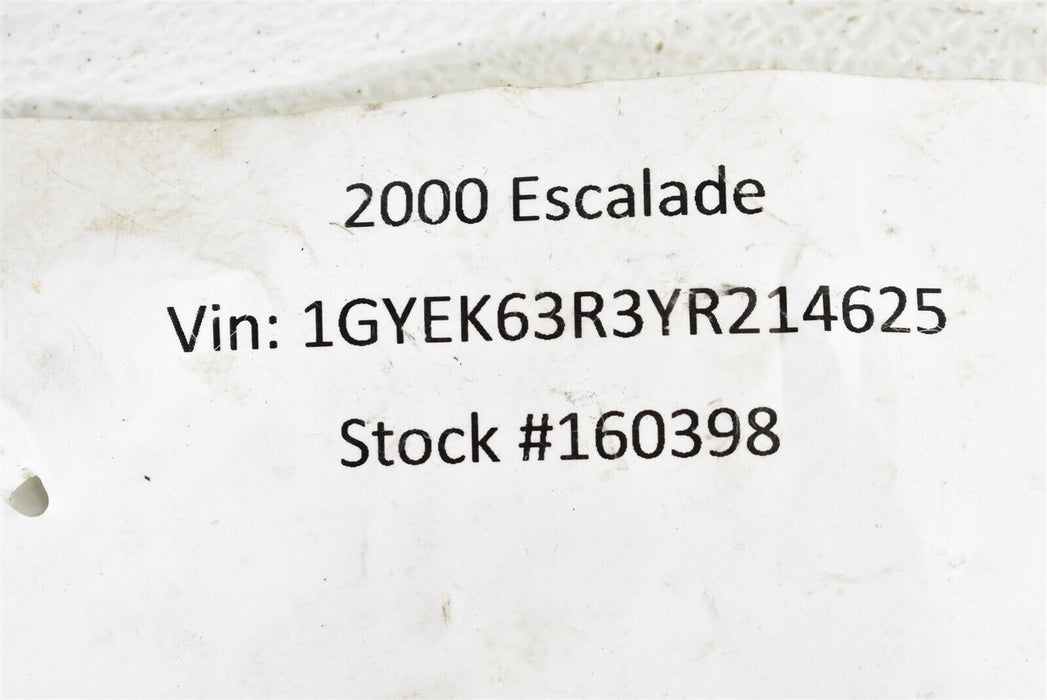 2000 Escalade
Vin: 1GYEK63R3YR214625
Stock #160398